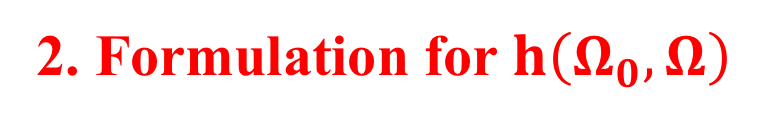 2. Formulation for h(Ω₀, Ω)